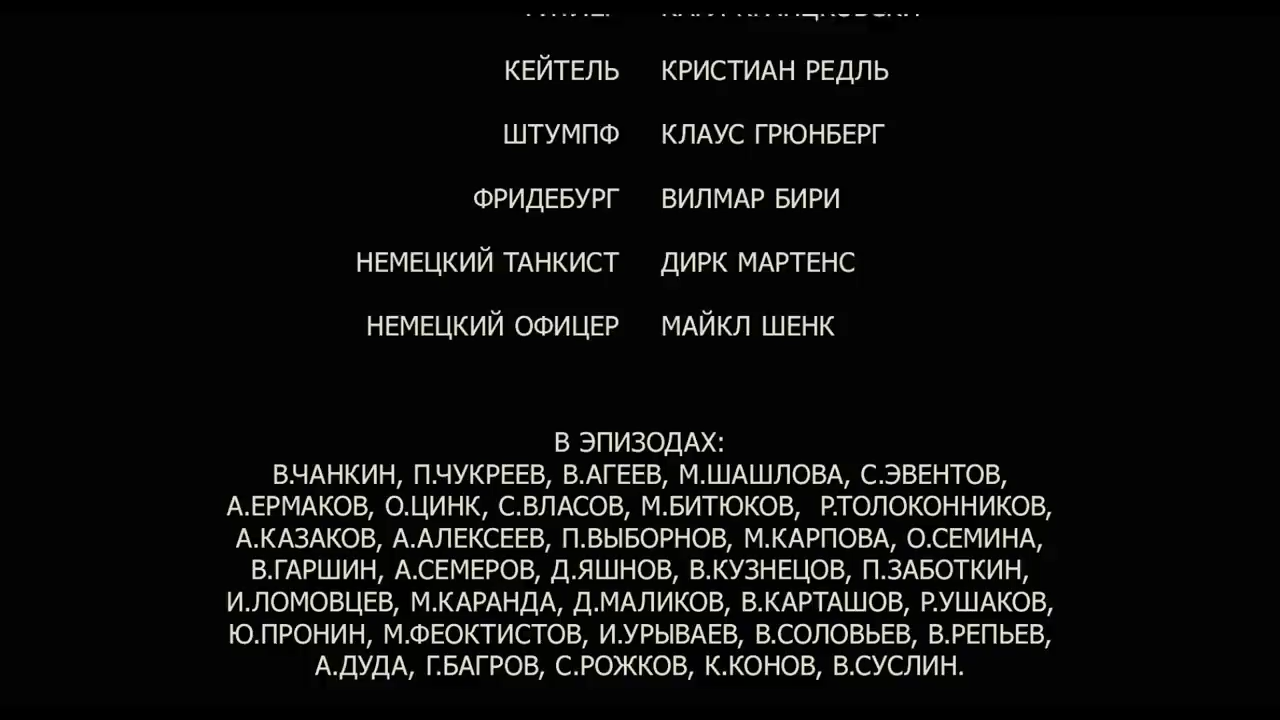 КЕЙТЕЛЬ КРИСТИАН РЕДЛЬ
ШТУМПФ КЛАУС ГРЮНБЕРГ
ФРИДЕБУРГ ВИЛМАР БИРИ
НЕМЕЦКИЙ ТАНКИСТ ДИРК МАРТЕНС
НЕМЕЦКИЙ ОФИЦЕР МАЙКЛ ШЕНК
В ЭПИЗОДАХ:
В.ЧАНКИН, П.ЧУКРЕЕВ, В.АГЕЕВ, М.ШАШЛОВА, С.ЭВЕНТОВ,
А.ЕРМАКОВ, О.ЦИНК, С.ВЛАСОВ, М.БИТЮКОВ, Р.ТОЛОКОННИКОВ,
А.КАЗАКОВ, А.АЛЕКСЕЕВ, П.ВЫБОРНОВ, М.КАРПОВА, О.СЕМИНА,
В.ГАРШИН, А.СЕМЕРОВ, Д.ЯШНОВ, В.КУЗНЕЦОВ, П.ЗАБОТКИН,
И.ЛОМОВЦЕВ, М.КАРАНДА, Д.МАЛИКОВ, В.КАРТАШОВ, Р.УШАКОВ,
Ю.ПРОНИН, М.ФЕОКТИСТОВ, И.УРЫВАЕВ, В.СОЛОВЬЕВ, В.РЕПЬЕВ,
А.ДУДА, Г.БАГРОВ, С.РОЖКОВ, К.КОНОВ, В.СУСЛИН.